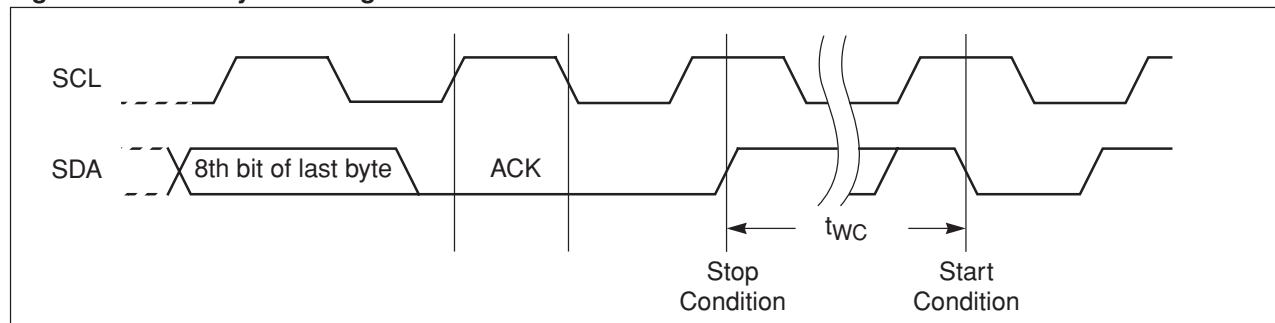 SCL
SDA
8th bit of last byte
ACK
tWC
Stop
Condition
Start
Condition